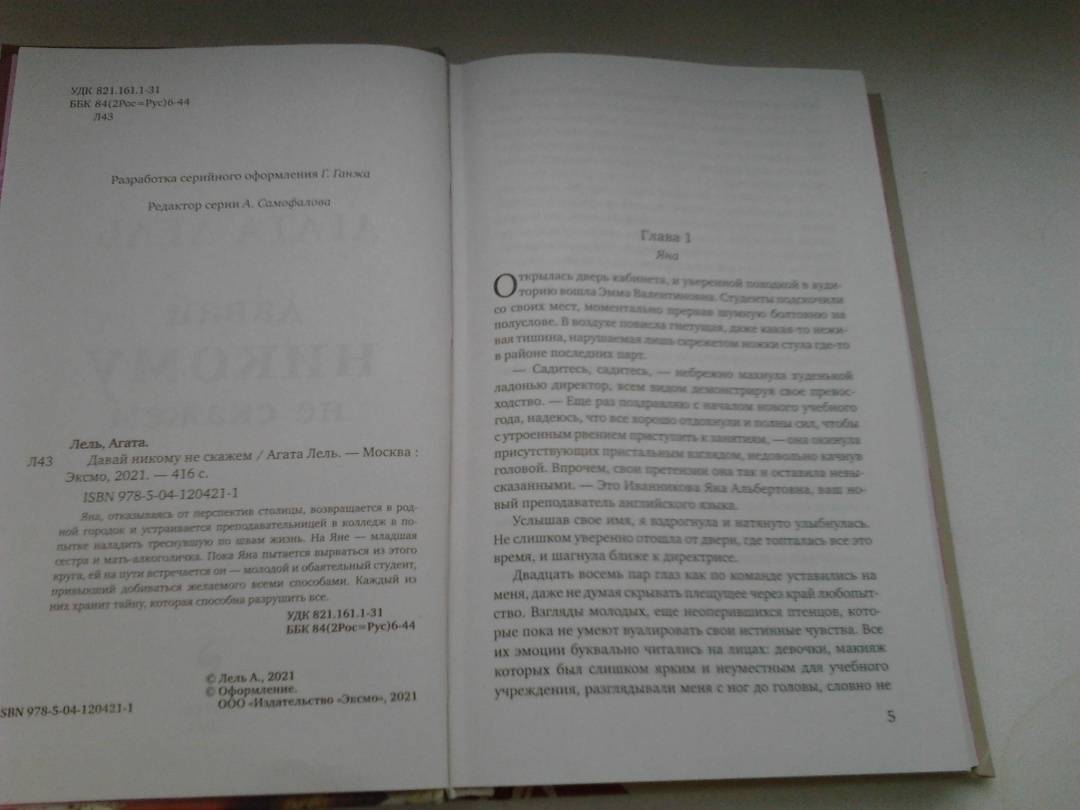 УДК 821.161.1-31
ББК 84(2Рос=Рус)6-44
Л43
Разработка серийного оформления Г. Ганжа
Редактор серии А. Самофалова
Лель, Агата.
Л43 Давай никому не скажем / Агата Лель. — Москва :
Эксмо, 2021. — 416 с.
ISBN 978-5-04-120421-1
Яна, отказываясь от перспектив столицы, возвращается в род-
ной городок и устраивается преподавательницей в колледж в по-
пытке наладить треснувшую по швам жизнь. На Яне — младшая
сестра и мать-алкоголичка. Пока Яна пытается вырваться из этого
круга, ей на пути встречается он — молодой и обаятельный студент,
привыкший добиваться желаемого всеми способами. Каждый из
них хранит тайну, которая способна разрушить все.
УДК 821.161.1-31
ББК 84(2Рос=Рус)6-44
© Лель А., 2021
© Оформление.
ООО «Издательство «Эксмо», 2021
ISBN 978-5-04-120421-1
Глава 1
Яна
Открылась дверь кабинета, и уверенной походкой в ауди-
торию вошла Эмма Валентиновна. Студенты подскочили
со своих мест, моментально прервав шумную болтовню на
полуслове. В воздухе повисла гнетущая, даже какая-то нежи-
вая тишина, нарушаемая лишь скрежетом ножки стула где-то
в районе последних парт.
— Садитесь, садитесь, — небрежно махнула худенькой
ладонью директор, всем видом демонстрируя свое превос-
ходство. — Еще раз поздравляю с началом нового учебного
года, надеюсь, что все хорошо отдохнули и полны сил, чтобы
с утроенным рвением приступить к занятиям, — она окинула
присутствующих пристальным взглядом, недовольно качнув
головой. Впрочем, свои претензии она так и оставила невы-
сказанными. — Это Иванникова Яна Альбертовна, ваш но-
вый преподаватель английского языка.
Услышав свое имя, я вздрогнула и натянуто улыбнулась.
Не слишком уверенно отошла от двери, где топталась все это
время, и шагнула ближе к директрисе.
Двадцать восемь пар глаз как по команде уставились на
меня, даже не думая скрывать плещущее через край любопыт-
ство. Взгляды молодых, еще неоперившихся птенцов, кото-
рые пока не умеют вуалировать свои истинные чувства. Все
их эмоции буквально читались на лицах: девочки, макияж
которых был слишком ярким и неуместным для учебного
учреждения, разглядывали меня с ног до головы, словно не
5